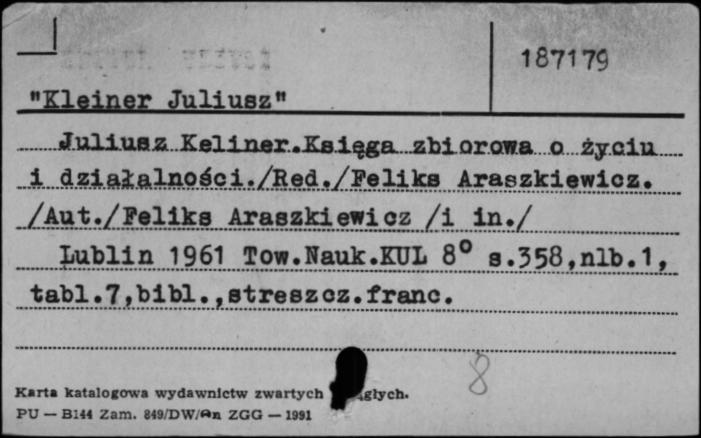 187179
"Kleiner Juliusz"
Juliusz Keliner.Księga zbiorowa o życiu
i działalności./Red./Feliks Araszkiewicz.
/Aut./Feliks Araszkiewicz /i in./
Lublin 1961 Tow.Nauk.KUL 8° s.358,nlb.1,
tabl.7,bibl.,streszcz.franc.
8
Karta katalogowa wydawnictw zwartych
PU — B144 Zam. 849/DW/An ZGG — 1991